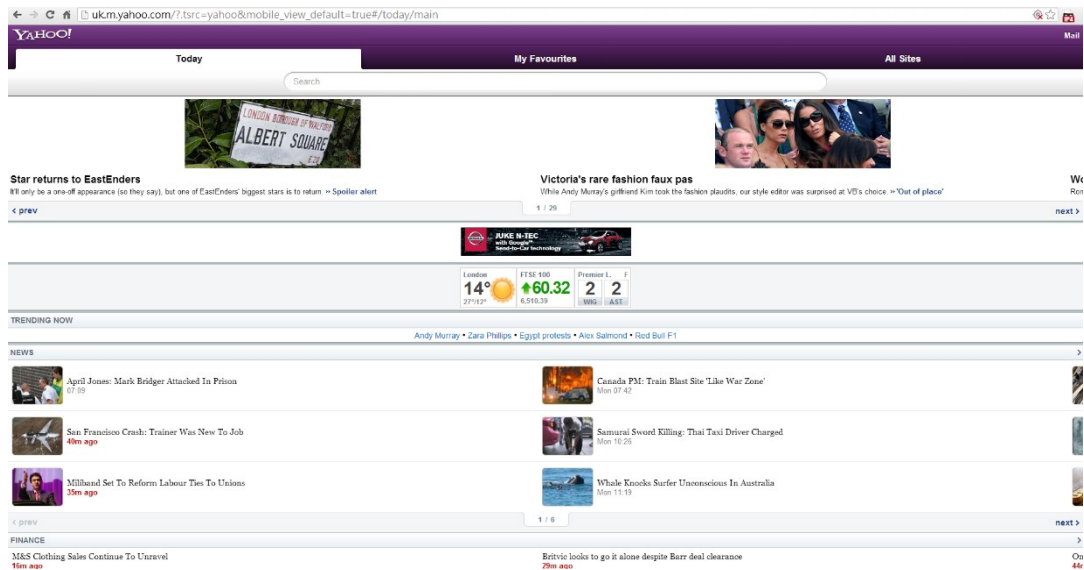 uk.m.yahoo.com/?.tsrc=yahoo&mobile_view_default=true#/today/main
YAHOO!
Mail
Today
My Favourites
All Sites
Search
LONDON BOROUGH OF WALFORD
ALBERT SQUARE
E.20
Star returns to EastEnders
It'll only be a one-off appearance (so they say), but one of EastEnders' biggest stars is to return. » Spoiler alert
Victoria's rare fashion faux pas
While Andy Murray's girlfriend Kim took the fashion plaudits, our style editor was surprised at VB's choice. » 'Out of place'
Wo
Ron
‹ prev
1 / 29
next ›
JUKE N-TEC
with Google™
Send-to-Car technology
London
14°
27°/12°
FTSE 100
60.32
6,510.39
Premier L. F
2 2
WIG AST
TRENDING NOW
Andy Murray • Zara Phillips • Egypt protests • Alex Salmond • Red Bull F1
NEWS
April Jones: Mark Bridger Attacked In Prison
07:09
Canada PM: Train Blast Site 'Like War Zone'
Mon 07:42
San Francisco Crash: Trainer Was New To Job
40m ago
Samurai Sword Killing: Thai Taxi Driver Charged
Mon 10:26
Miliband Set To Reform Labour Ties To Unions
35m ago
Whale Knocks Surfer Unconscious In Australia
Mon 11:19
‹ prev
1 / 6
next ›
FINANCE
M&S Clothing Sales Continue To Unravel
16m ago
Britvic looks to go it alone despite Barr deal clearance
29m ago
On
44m